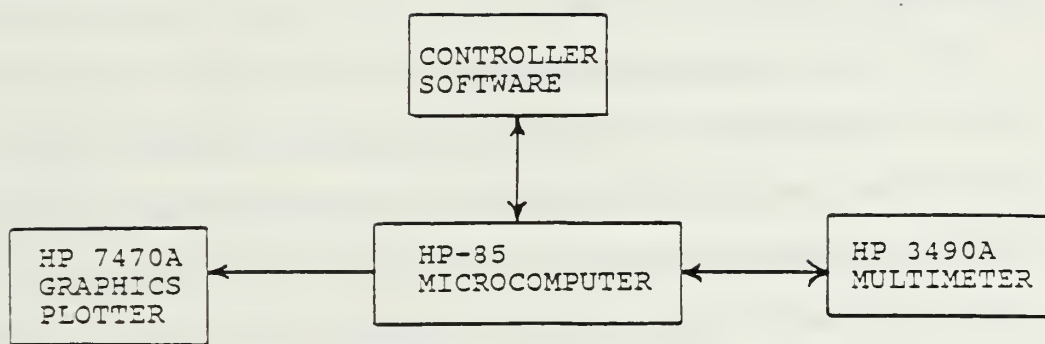 CONTROLLER
SOFTWARE
HP 7470A
GRAPHICS
PLOTTER
HP-85
MICROCOMPUTER
HP 3490A
MULTIMETER